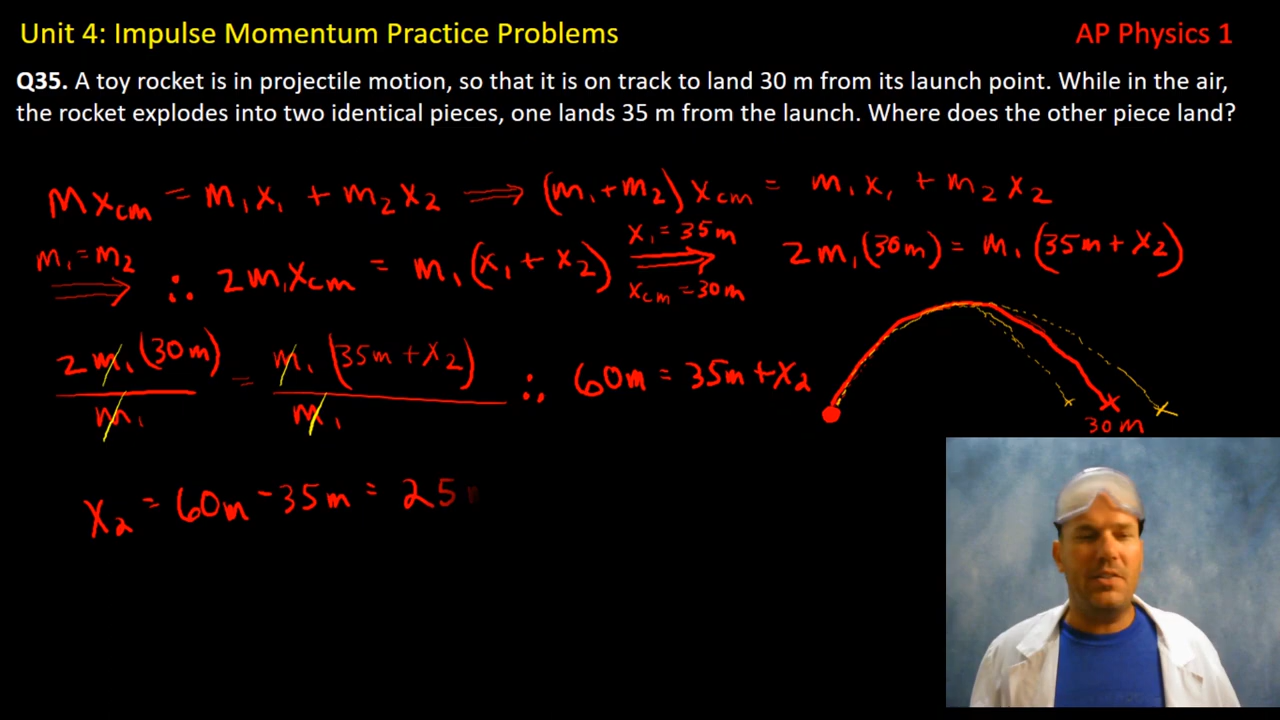 Unit 4: Impulse Momentum Practice Problems
AP Physics 1
Q35. A toy rocket is in projectile motion, so that it is on track to land 30 m from its launch point. While in the air,
the rocket explodes into two identical pieces, one lands 35 m from the launch. Where does the other piece land?
M x_cm = m₁x₁ + m₂x₂ ⟹ (m₁+m₂) x_cm = m₁x₁ + m₂x₂
m₁=m₂ ⟹ ∴ 2m₁x_cm = m₁(x₁ + x₂) x₁=35m ⟹ x_cm=30m 2m₁(30m) = m₁(35m + x₂)
2m₁(30m)/m₁ = m₁(35m + x₂)/m₁ ∴ 60m = 35m + x₂
30 m
x₂ = 60m - 35m = 25m